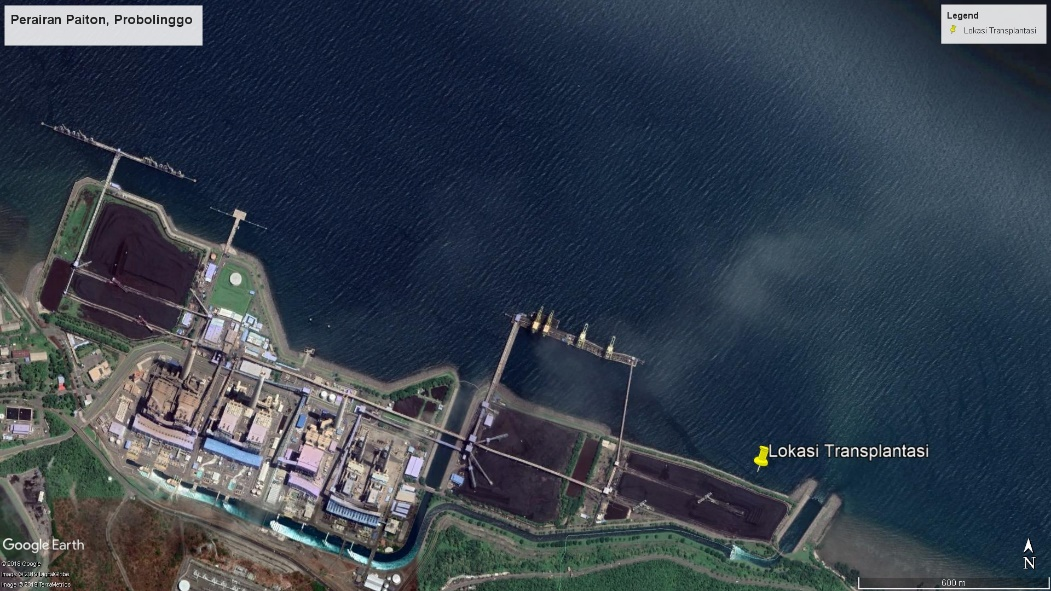 Perairan Paiton, Probolinggo
Legend
Lokasi Transplantasi
Lokasi Transplantasi
Google Earth
N
600 m